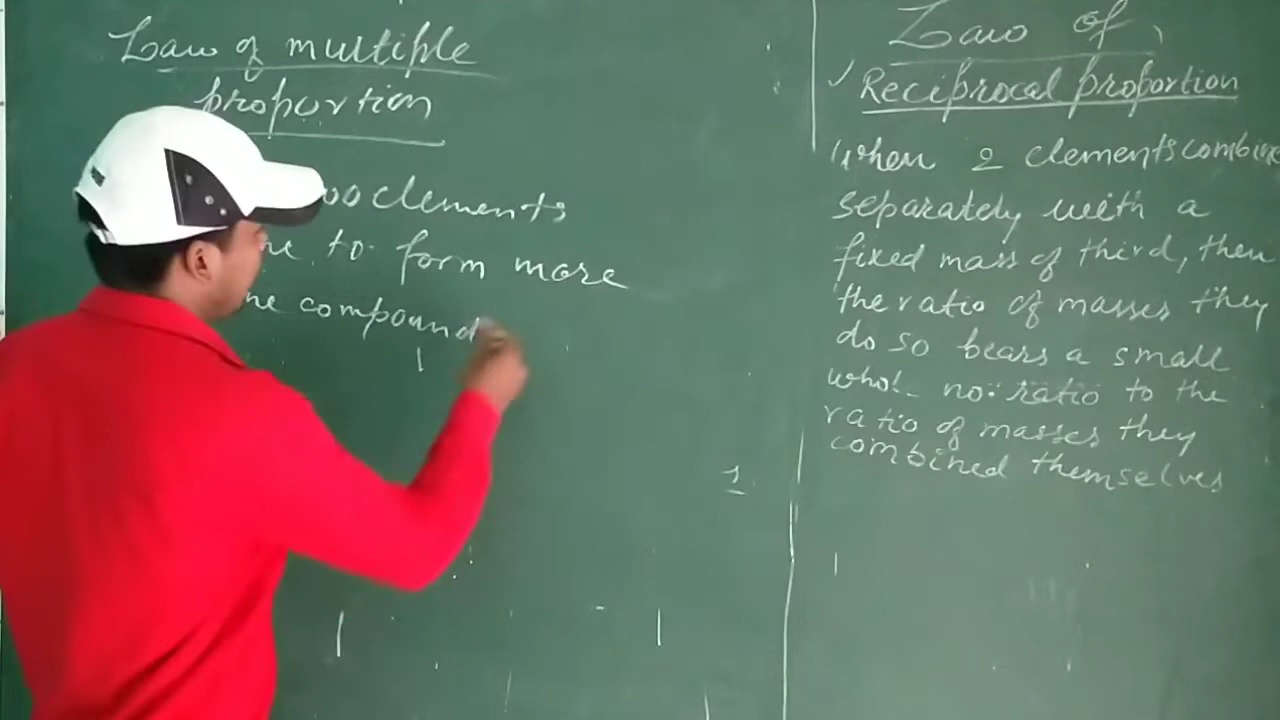 Law of multiple
proportion
elements
to form more
compound
1
Law of
Reciprocal proportion
when 2 elements combine
separately with a
fixed mass of third, then
the ratio of masses they
do so bears a small
whol no: ratio to the
ratio of masses they
combined themselves